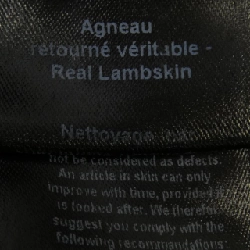 Agneau
retourné véritable -
Real Lambskin
Nettoyage
not be considered as defects.
An article in skin can only
improve with time, provided it
is looked after. We therefore
suggest you comply with the
following recommendations